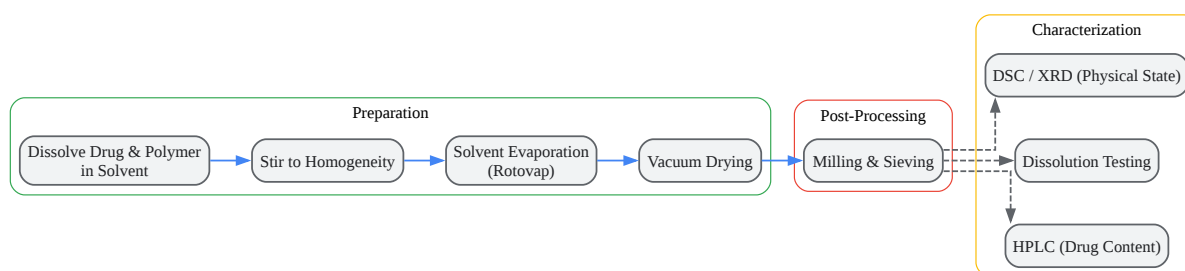 Preparation
Dissolve Drug & Polymer
in Solvent
Stir to Homogeneity
Solvent Evaporation
(Rotovap)
Vacuum Drying
Post-Processing
Milling & Sieving
Characterization
DSC / XRD (Physical State)
Dissolution Testing
HPLC (Drug Content)